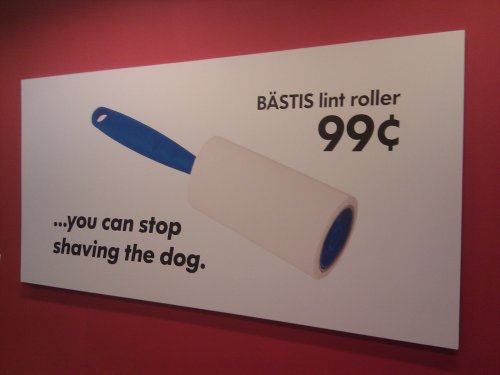 BÄSTIS lint roller
99¢
...you can stop
shaving the dog.